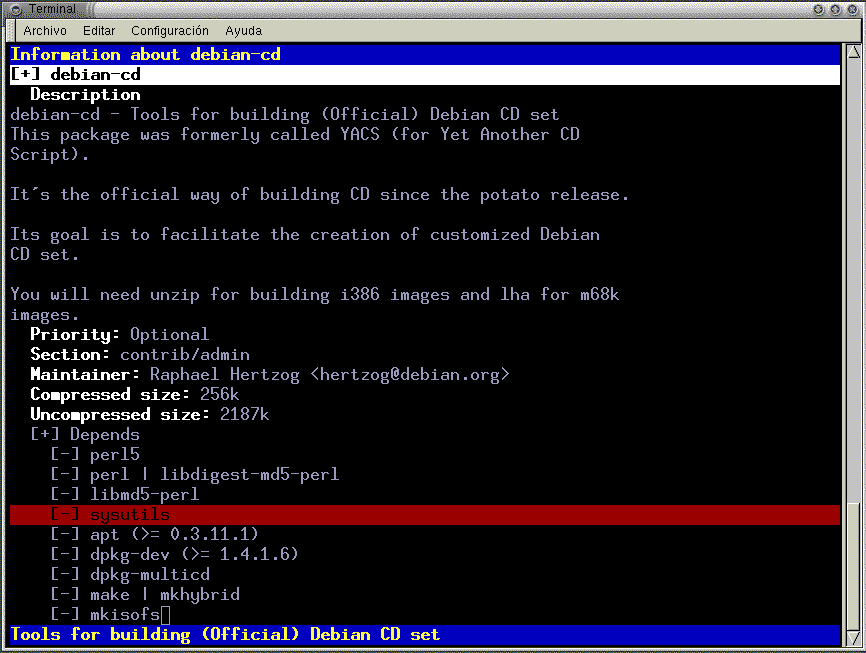 Terminal
Archivo Editar Configuración Ayuda
Information about debian-cd
[+] debian-cd
Description
debian-cd - Tools for building (Official) Debian CD set
This package was formerly called YACS (for Yet Another CD
Script).
It´s the official way of building CD since the potato release.
Its goal is to facilitate the creation of customized Debian
CD set.
You will need unzip for building i386 images and lha for m68k
images.
Priority: Optional
Section: contrib/admin
Maintainer: Raphael Hertzog <hertzog@debian.org>
Compressed size: 256k
Uncompressed size: 2187k
[+] Depends
[-] perl5
[-] perl | libdigest-md5-perl
[-] libmd5-perl
[-] sysutils
[-] apt (>= 0.3.11.1)
[-] dpkg-dev (>= 1.4.1.6)
[-] dpkg-multicd
[-] make | mkhybrid
[-] mkisofs
Tools for building (Official) Debian CD set